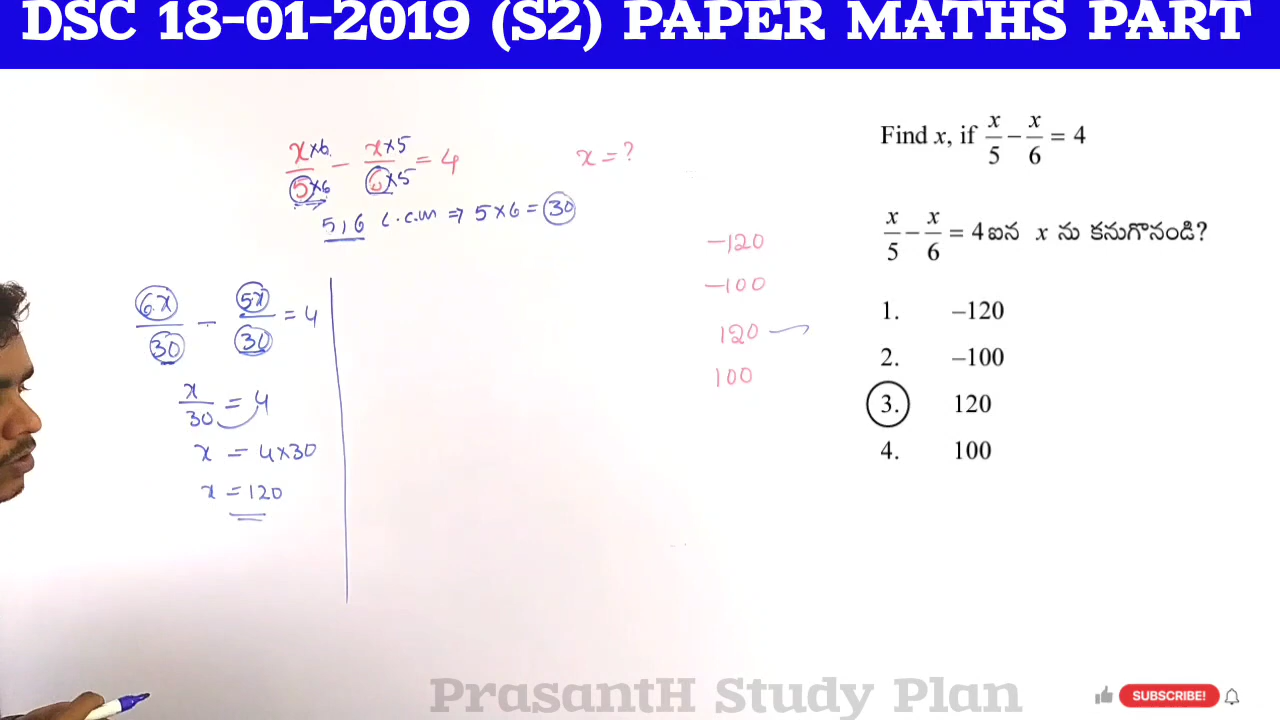 DSC 18-01-2019 (S2) PAPER MATHS PART
x×6/5×6 − x×5/6×5 = 4
x = ?
5,6 L.C.M ⇒ 5×6 = 30
6x/30 − 5x/30 = 4
x/30 = 4
x = 4×30
x = 120
−120
−100
120
100
Find x, if x/5 − x/6 = 4
x/5 − x/6 = 4 ఐన x ను కనుగొనండి?
1. −120
2. −100
3. 120
4. 100
PrasantH Study Plan
SUBSCRIBE!